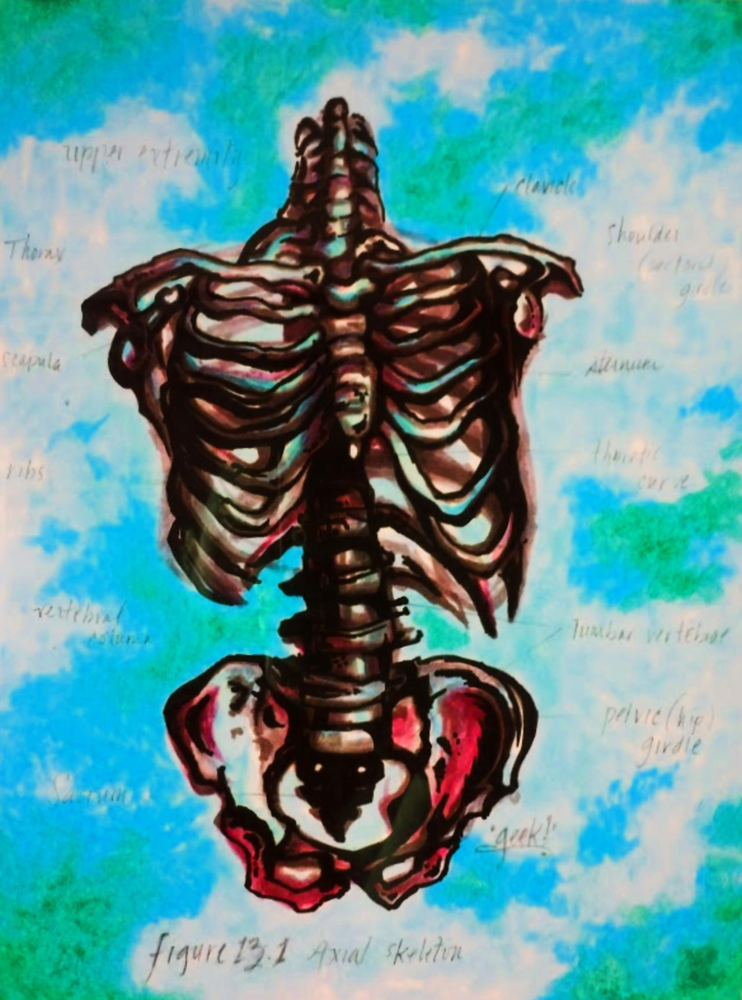 upper extremity
clavicle
Thorax
shoulder
(pectoral)
girdle
scapula
sternum
ribs
thoracic
curve
vertebral
column
lumbar vertebrae
pelvic (hip)
girdle
Sacrum
"geek!"
figure 13.1 Axial skeleton